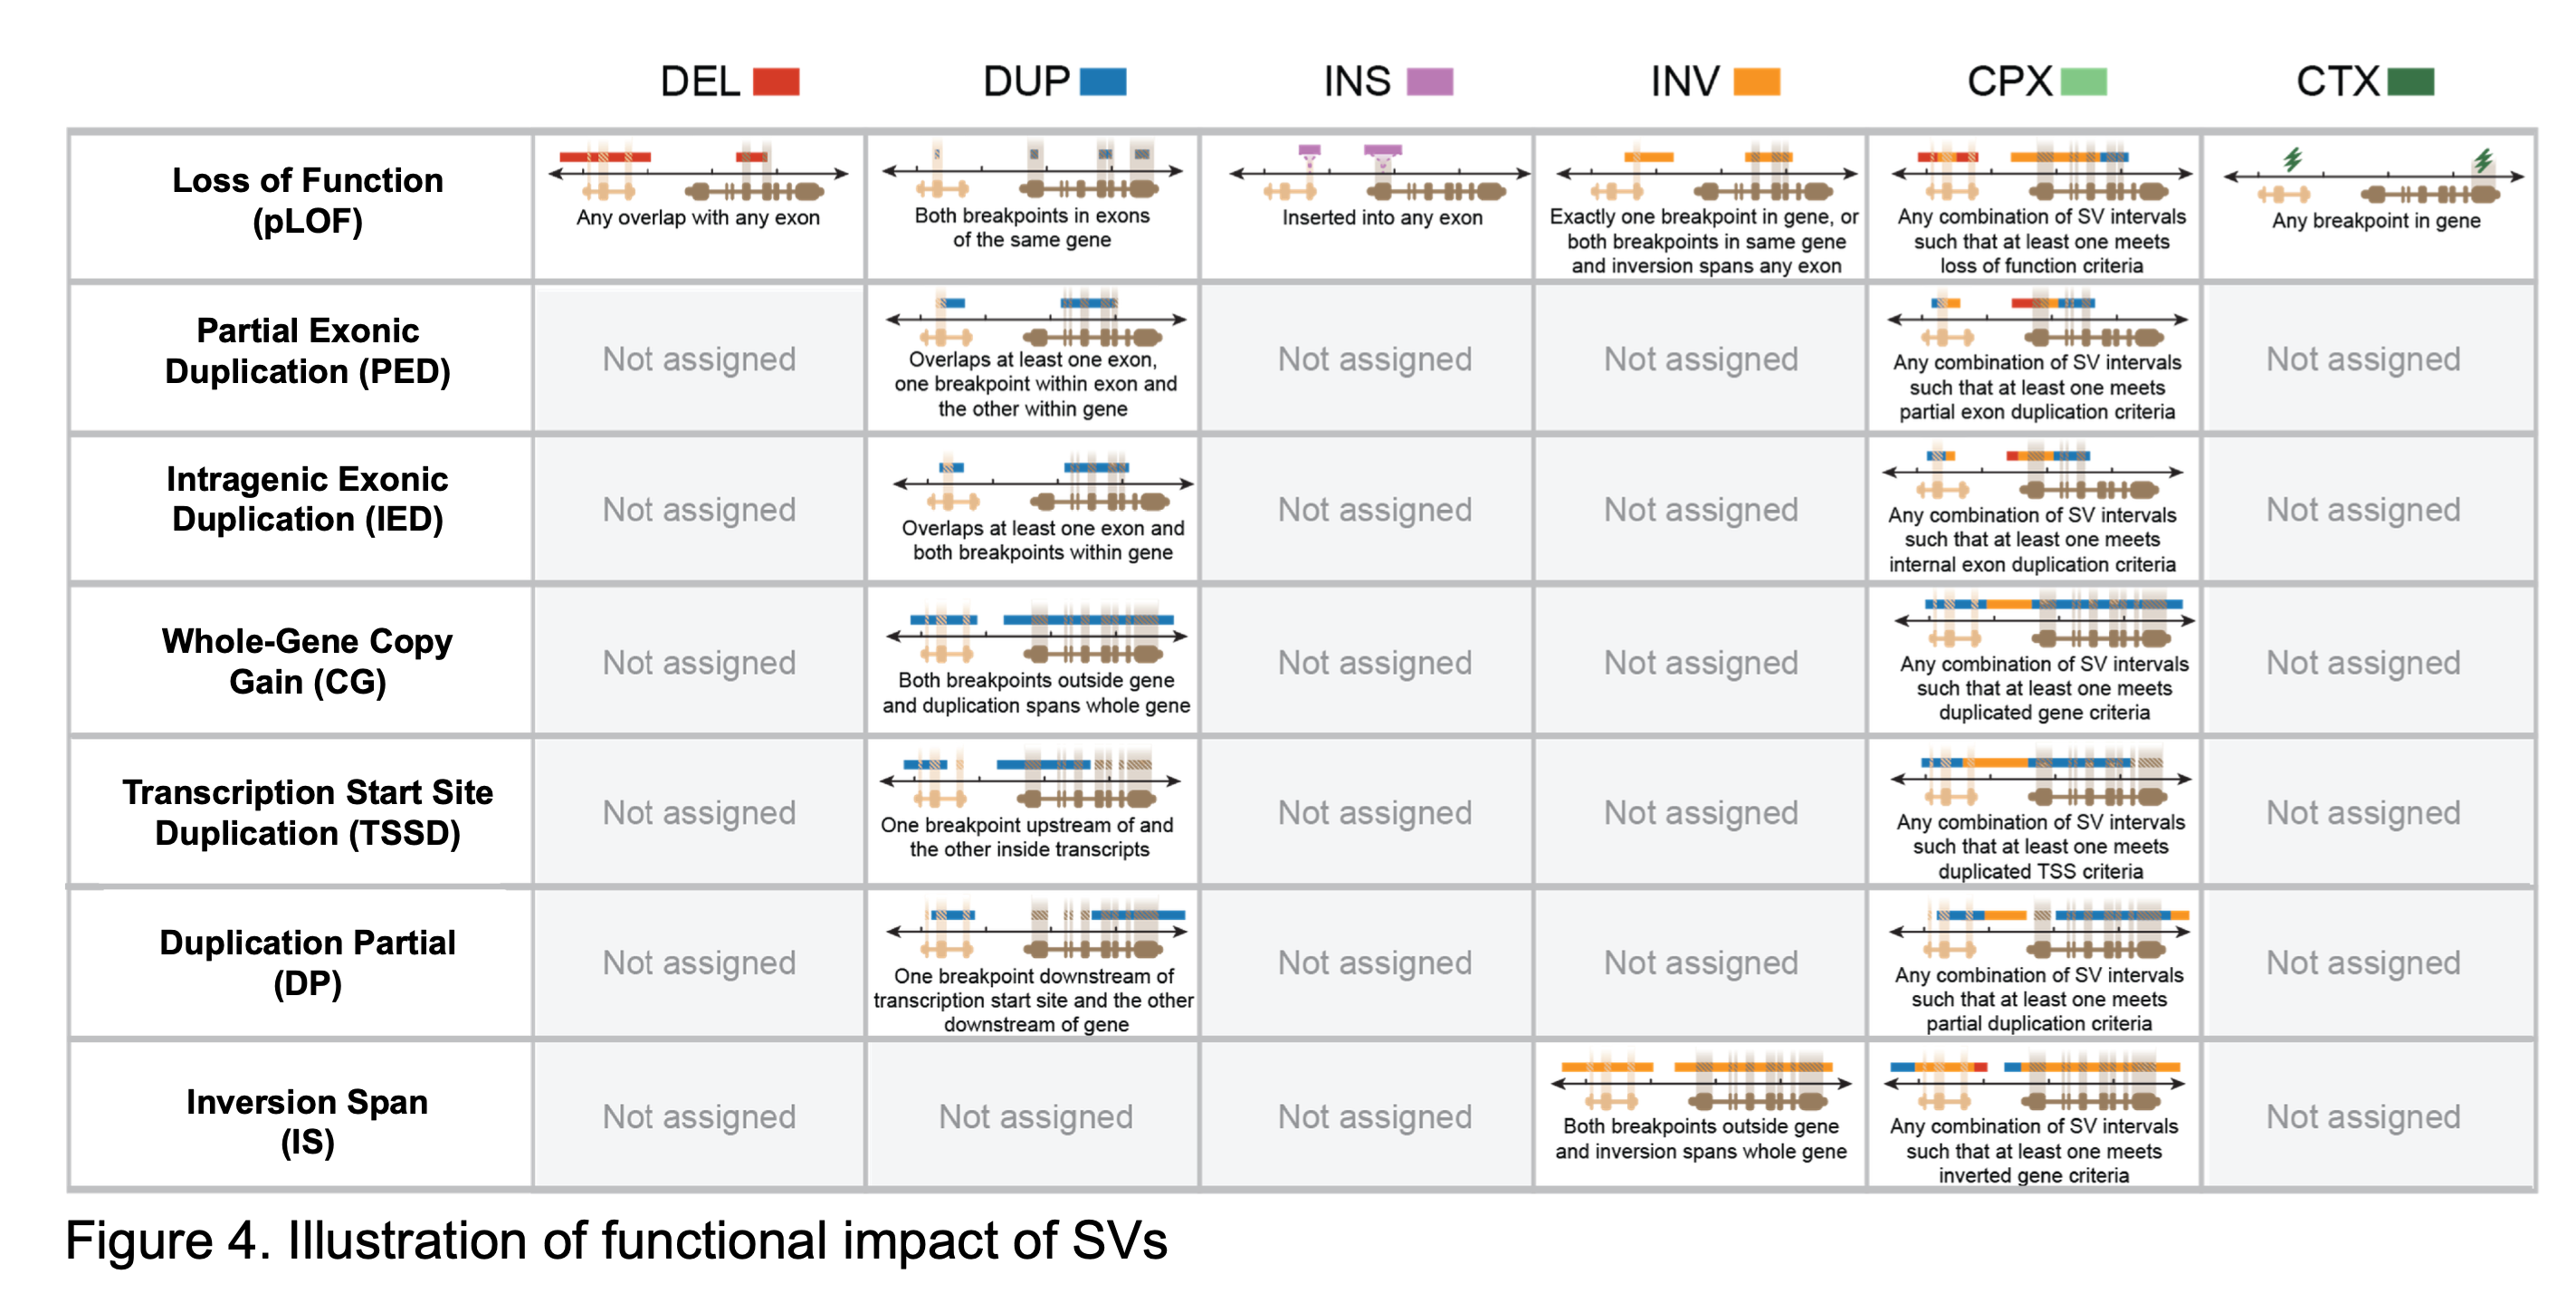 DEL DUP INS INV CPX CTX
Loss of Function
(pLOF)
Any overlap with any exon
Both breakpoints in exons
of the same gene
Inserted into any exon
Exactly one breakpoint in gene, or
both breakpoints in same gene
and inversion spans any exon
Any combination of SV intervals
such that at least one meets
loss of function criteria
Any breakpoint in gene
Partial Exonic
Duplication (PED)
Not assigned
Overlaps at least one exon,
one breakpoint within exon and
the other within gene
Not assigned
Not assigned
Any combination of SV intervals
such that at least one meets
partial exon duplication criteria
Not assigned
Intragenic Exonic
Duplication (IED)
Not assigned
Overlaps at least one exon and
both breakpoints within gene
Not assigned
Not assigned
Any combination of SV intervals
such that at least one meets
internal exon duplication criteria
Not assigned
Whole-Gene Copy
Gain (CG)
Not assigned
Both breakpoints outside gene
and duplication spans whole gene
Not assigned
Not assigned
Any combination of SV intervals
such that at least one meets
duplicated gene criteria
Not assigned
Transcription Start Site
Duplication (TSSD)
Not assigned
One breakpoint upstream of and
the other inside transcripts
Not assigned
Not assigned
Any combination of SV intervals
such that at least one meets
duplicated TSS criteria
Not assigned
Duplication Partial
(DP)
Not assigned
One breakpoint downstream of
transcription start site and the other
downstream of gene
Not assigned
Not assigned
Any combination of SV intervals
such that at least one meets
partial duplication criteria
Not assigned
Inversion Span
(IS)
Not assigned
Not assigned
Not assigned
Both breakpoints outside gene
and inversion spans whole gene
Any combination of SV intervals
such that at least one meets
inverted gene criteria
Not assigned
Figure 4. Illustration of functional impact of SVs